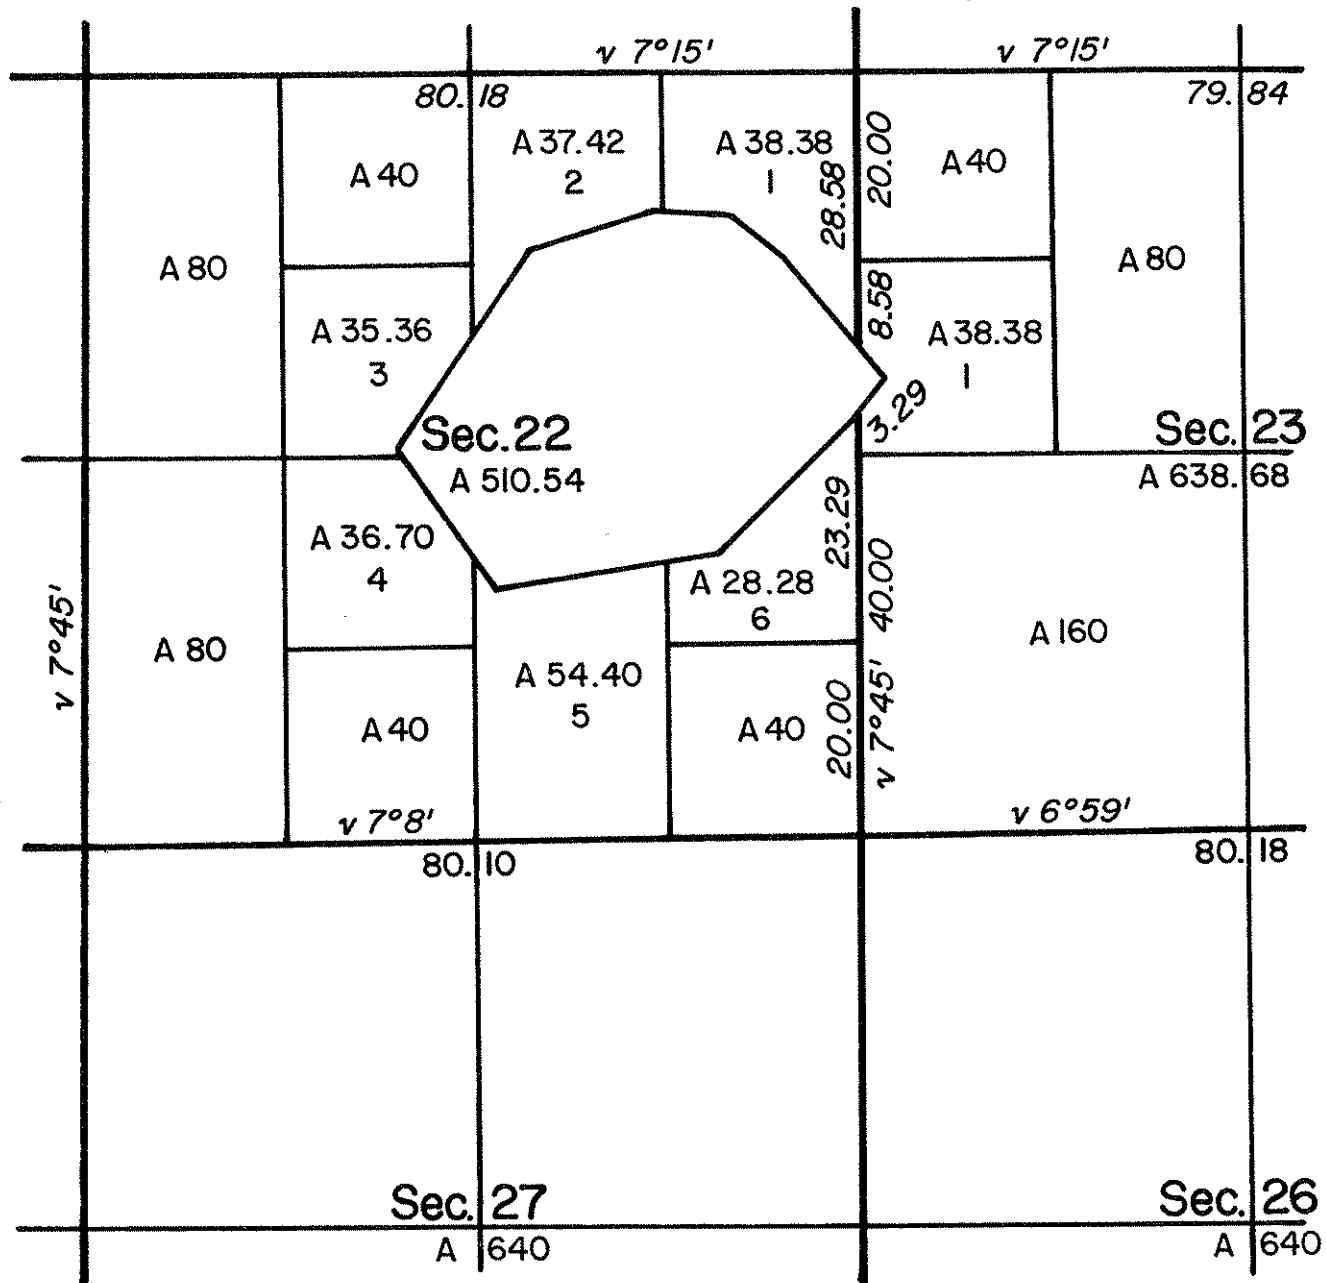 v 7°15'
v 7°15'
80.18
79.84
A 37.42
2
A 38.38
1
28.58
20.00
A 40
A 40
A 80
A 80
8.58
A 35.36
3
A 38.38
1
3.29
Sec. 22
A 510.54
Sec. 23
A 638.68
23.29
40.00
A 36.70
4
A 28.28
6
v 7°45'
A 80
A 54.40
5
A 160
20.00
v 7°45'
A 40
A 40
v 7°8'
v 6°59'
80.10
80.18
Sec. 27
A 640
Sec. 26
A 640